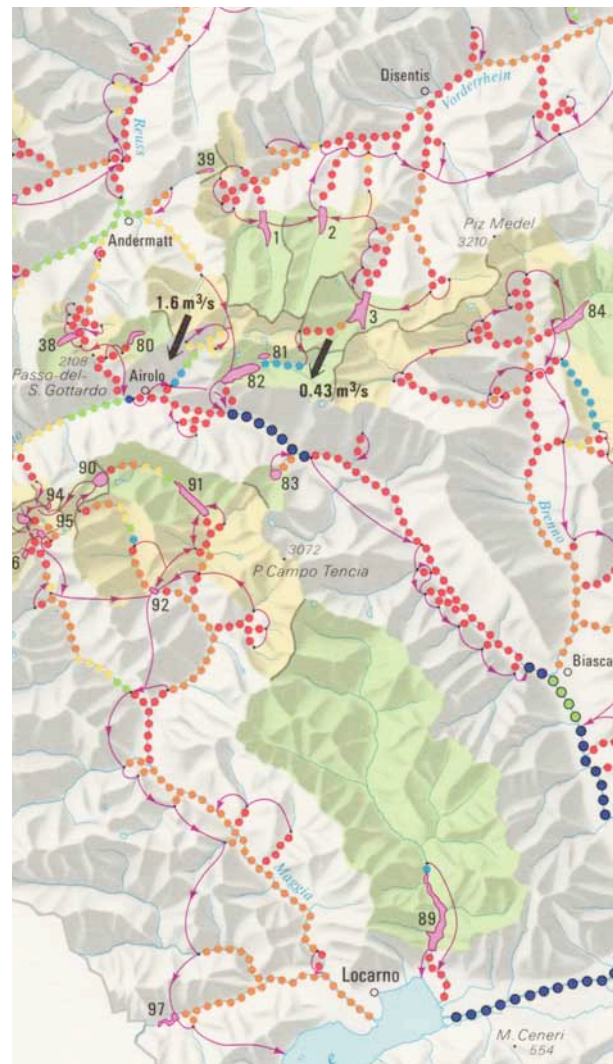 Disentis
Vorderrhein
Reuss
39
1
2
Andermatt
Piz Medel
3210
1.6 m³/s
3
84
38
80
81
2108
Passo-del-
S. Gottardo
Airolo
82
0.43 m³/s
90
83
94
91
95
Brenno
6
3072
P. Campo Tencia
92
Biasca
Maggia
89
Locarno
97
M. Ceneri
554